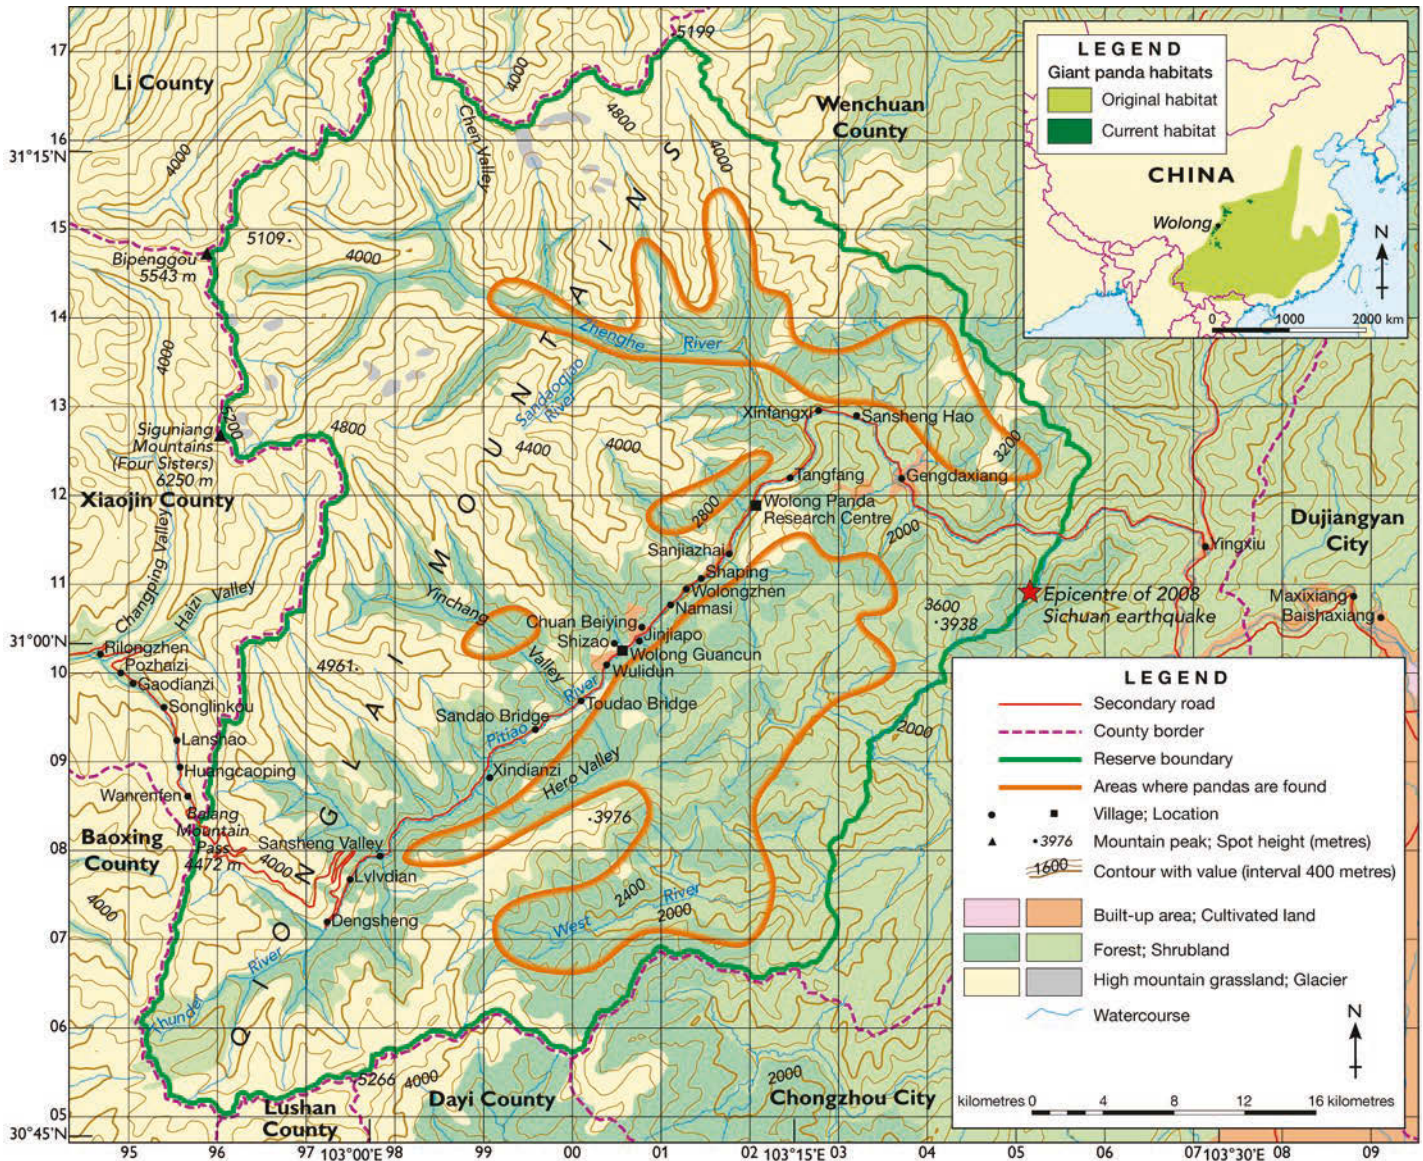 17
16
31°15'N
15
14
13
12
11
31°00'N
10
09
08
07
06
05
30°45'N
95
96
97
103°00'E
98
99
00
01
02
103°15'E
03
04
05
06
07
103°30'E
08
09
Li County
Wenchuan
County
Xiaojin County
Baoxing
County
Lushan
County
Dayi County
Chongzhou City
Dujiangyan
City
QIONGLAI MOUNTAINS
5199
4000
4800
4000
4000
Chen Valley
5109
4000
Bipenggou
5543 m
4000
5200
Siguniang
Mountains
(Four Sisters)
6250 m
4800
4400
4000
Zhenghe
River
Sandaoqiao
River
Xinfangxi
Sansheng Hao
3200
Tangfang
Gengdaxiang
Wolong Panda
Research Centre
2800
2000
Sanjiazhai
Yingxiu
Shaping
Wolongzhen
Namasi
Chuan Beiying
Jinjiapo
Shizao
Wolong Guancun
Wulidun
3600
3938
Epicentre of 2008
Sichuan earthquake
Maxixiang
Baishaxiang
Changping Valley
Haizi Valley
Yinchang
Valley
Rilongzhen
Pozhaizi
Gaodianzi
Songlinkou
Lanshao
Huangcaoping
Wanrenfen
4961
River
Toudao Bridge
Sandao Bridge
Pitiao
Xindianzi
Hero Valley
2000
Balang
Mountain
Pass
4472 m
Sansheng Valley
4000
Lvlvdian
Dengsheng
3976
2400
River
West
2000
4000
River
Thunder
5266
4000
2000
LEGEND
Giant panda habitats
Original habitat
Current habitat
CHINA
Wolong
N
0 1000 2000 km
LEGEND
Secondary road
County border
Reserve boundary
Areas where pandas are found
Village; Location
3976 Mountain peak; Spot height (metres)
1600 Contour with value (interval 400 metres)
Built-up area; Cultivated land
Forest; Shrubland
High mountain grassland; Glacier
Watercourse
N
kilometres 0 4 8 12 16 kilometres